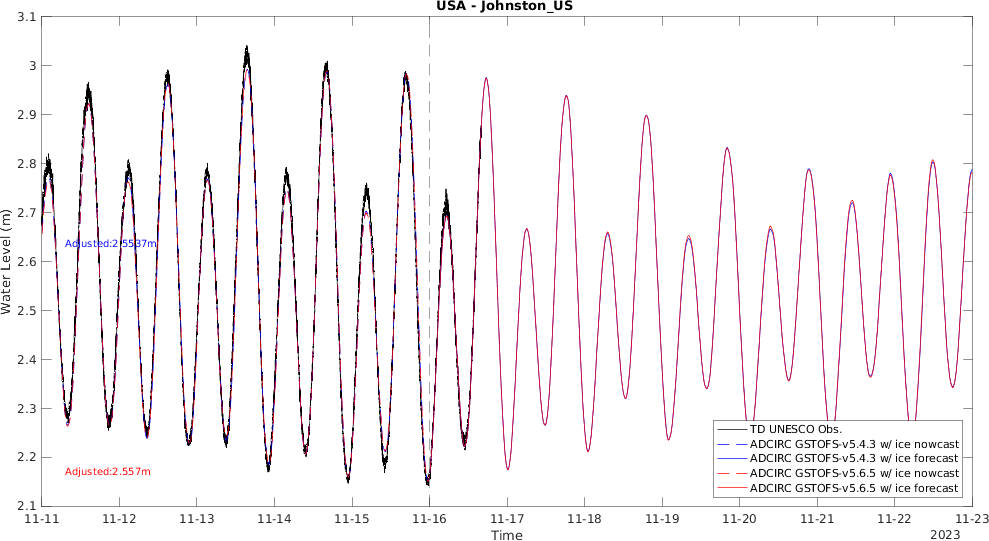 USA - Johnston_US
3.1
3
2.9
2.8
2.7
2.6
2.5
2.4
2.3
2.2
2.1
Water Level (m)
Adjusted:2.5537m
Adjusted:2.557m
TD UNESCO Obs.
ADCIRC GSTOFS-v5.4.3 w/ ice nowcast
ADCIRC GSTOFS-v5.4.3 w/ ice forecast
ADCIRC GSTOFS-v5.6.5 w/ ice nowcast
ADCIRC GSTOFS-v5.6.5 w/ ice forecast
11-11 11-12 11-13 11-14 11-15 11-16 11-17 11-18 11-19 11-20 11-21 11-22 11-23
Time
2023